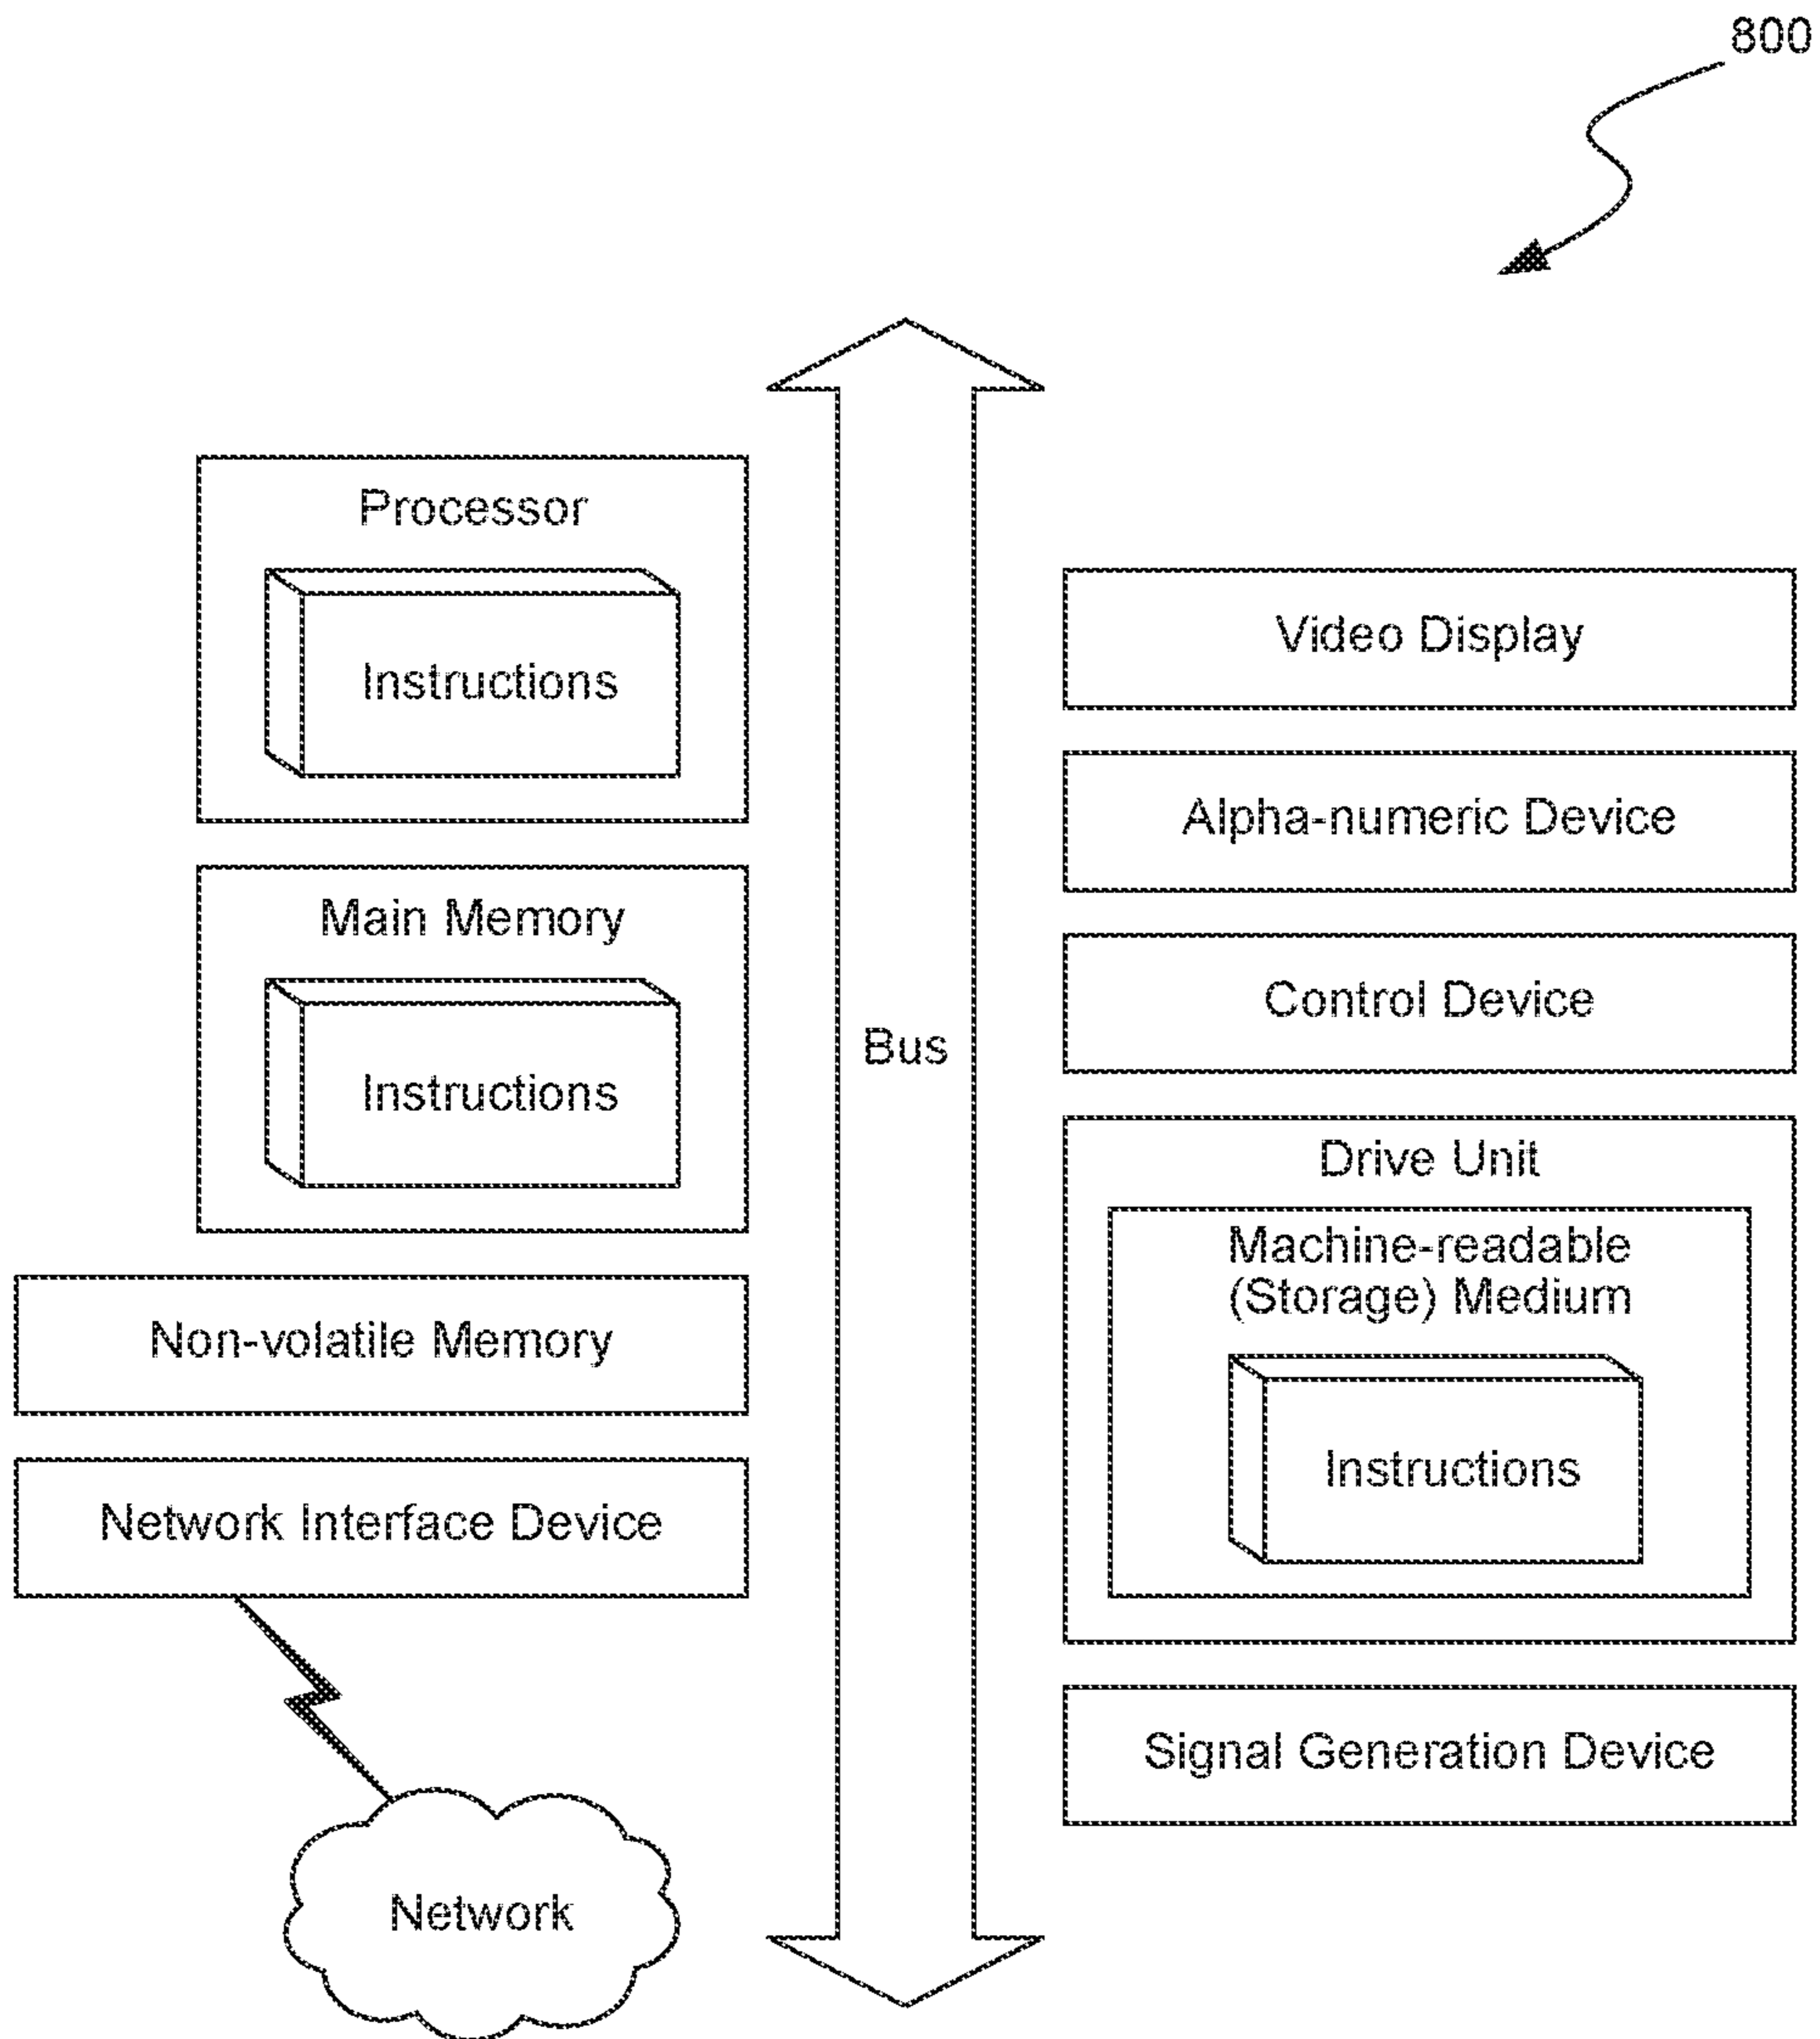 800
Processor
Instructions
Main Memory
Instructions
Non-volatile Memory
Network Interface Device
Network
Bus
Video Display
Alpha-numeric Device
Control Device
Drive Unit
Machine-readable
(Storage) Medium
Instructions
Signal Generation Device